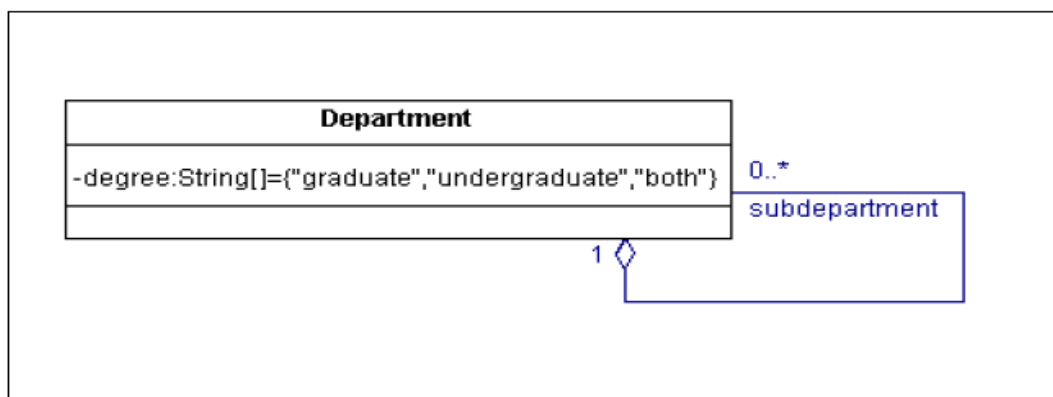 Department
-degree:String[]={"graduate","undergraduate","both"}
0..*
subdepartment
1